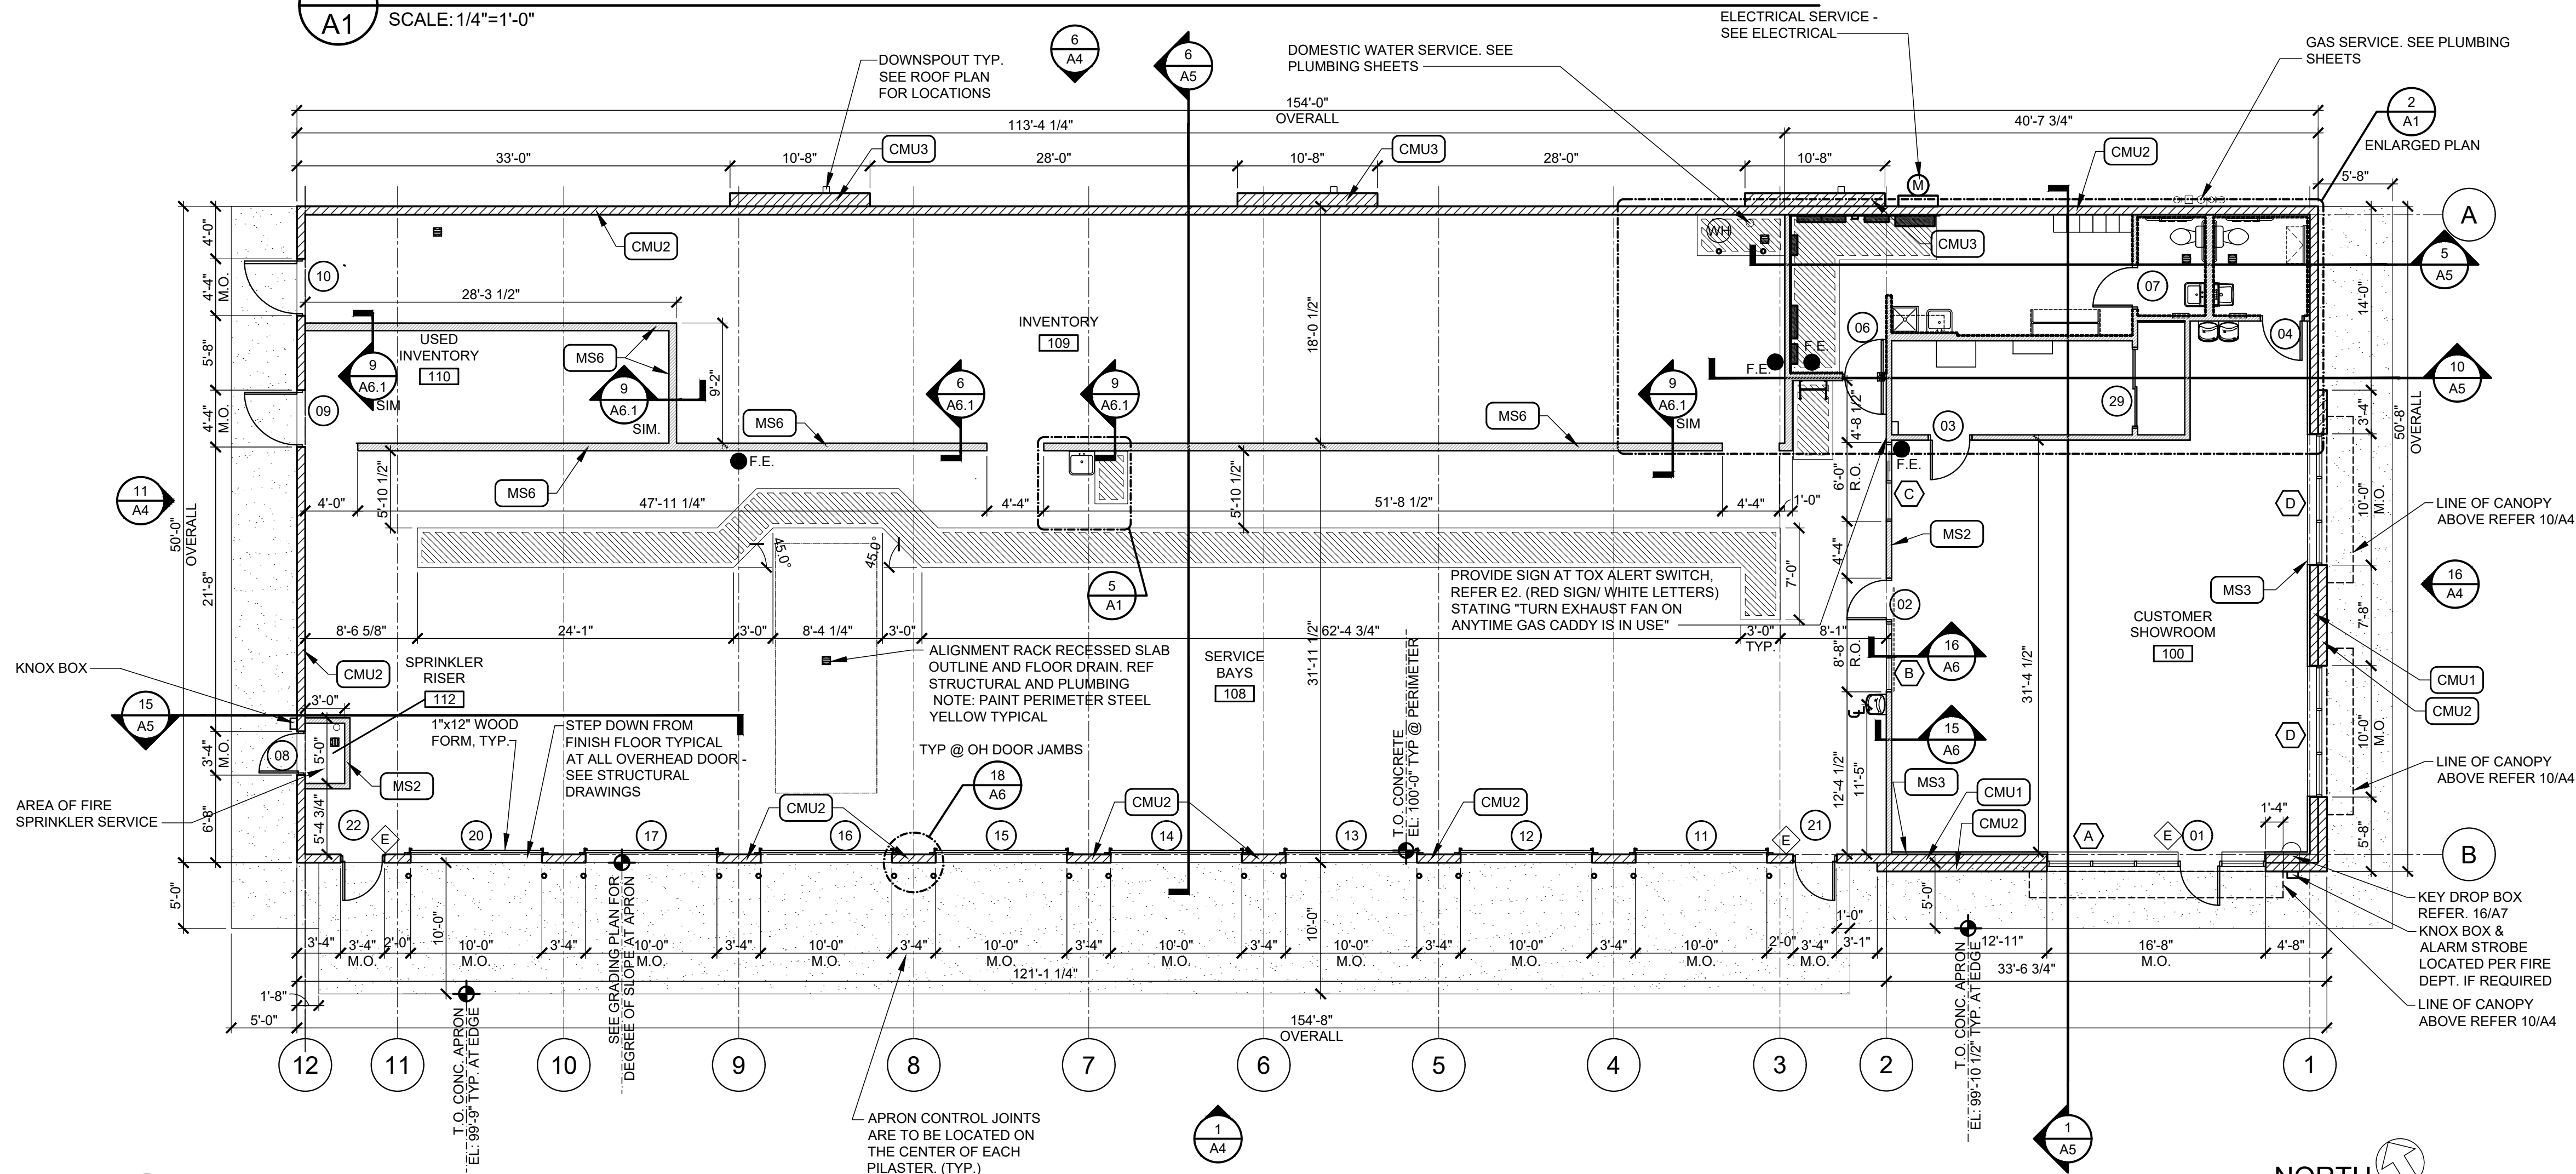 A1
SCALE: 1/4"=1'-0"
DOWNSPOUT TYP.
SEE ROOF PLAN
FOR LOCATIONS
6
A4
6
A5
DOMESTIC WATER SERVICE. SEE
PLUMBING SHEETS
ELECTRICAL SERVICE -
SEE ELECTRICAL
GAS SERVICE. SEE PLUMBING
SHEETS
2
A1
ENLARGED PLAN
154'-0"
OVERALL
113'-4 1/4"
40'-7 3/4"
33'-0"
10'-8"
CMU3
28'-0"
10'-8"
CMU3
28'-0"
10'-8"
M
CMU2
5'-8"
A
4'-0"
4'-4"
M.O.
5'-8"
4'-4"
M.O.
21'-8"
3'-4"
M.O.
6'-8"
50'-0"
OVERALL
5'-0"
10
CMU2
28'-3 1/2"
USED
INVENTORY
110
MS6
9
A6.1
SIM
9
A6.1
SIM.
9'-2"
09
INVENTORY
109
18'-0 1/2"
WH
CMU3
5
A5
07
06
04
F.E.
F.E.
14'-0"
10
A5
29
03
4'-8 1/2"
3'-4"
50'-8"
OVERALL
MS6
6
A6.1
9
A6.1
MS6
9
A6.1
SIM
F.E.
F.E.
MS6
11
A4
4'-0"
5'-10 1/2"
47'-11 1/4"
4'-4"
5'-10 1/2"
51'-8 1/2"
4'-4"
1'-0"
6'-0"
R.O.
C
D
10'-0"
M.O.
LINE OF CANOPY
ABOVE REFER 10/A4
MS2
4'-4"
45.0°
45.0°
5
A1
7'-0"
PROVIDE SIGN AT TOX ALERT SWITCH,
REFER E2. (RED SIGN/ WHITE LETTERS)
STATING "TURN EXHAUST FAN ON
ANYTIME GAS CADDY IS IN USE"
MS3
16
A4
02
CUSTOMER
SHOWROOM
100
7'-8"
8'-6 5/8"
24'-1"
3'-0"
8'-4 1/4"
3'-0"
62'-4 3/4"
3'-0"
TYP.
8'-1"
8'-8"
R.O.
16
A6
B
31'-11 1/2"
31'-4 1/2"
KNOX BOX
CMU2
SPRINKLER
RISER
112
ALIGNMENT RACK RECESSED SLAB
OUTLINE AND FLOOR DRAIN. REF
STRUCTURAL AND PLUMBING
NOTE: PAINT PERIMETER STEEL
YELLOW TYPICAL
SERVICE
BAYS
108
CMU1
CMU2
15
A5
3'-0"
1"x12" WOOD
FORM, TYP.
STEP DOWN FROM
FINISH FLOOR TYPICAL
AT ALL OVERHEAD DOOR -
SEE STRUCTURAL
DRAWINGS
15
A6
D
10'-0"
M.O.
08
5'-0"
MS2
TYP @ OH DOOR JAMBS
18
A6
T.O. CONCRETE
EL: 100'-0" TYP @ PERIMETER
LINE OF CANOPY
ABOVE REFER 10/A4
AREA OF FIRE
SPRINKLER SERVICE
5'-4 3/4"
12'-4 1/2"
11'-5"
MS3
CMU1
CMU2
1'-4"
5'-8"
22
E
20
17
CMU2
16
15
CMU2
14
13
CMU2
12
11
E
21
A
E
01
B
5'-0"
10'-0"
10'-0"
1'-0"
KEY DROP BOX
REFER. 16/A7
KNOX BOX &
ALARM STROBE
LOCATED PER FIRE
DEPT. IF REQUIRED
LINE OF CANOPY
ABOVE REFER 10/A4
3'-4"
3'-4"
M.O.
2'-0"
10'-0"
M.O.
3'-4"
10'-0"
M.O.
3'-4"
10'-0"
M.O.
3'-4"
10'-0"
M.O.
3'-4"
10'-0"
M.O.
3'-4"
10'-0"
M.O.
3'-4"
10'-0"
M.O.
3'-4"
10'-0"
M.O.
2'-0"
3'-4"
M.O.
3'-1"
12'-11"
16'-8"
M.O.
4'-8"
121'-1 1/4"
33'-6 3/4"
1'-8"
5'-0"
154'-8"
OVERALL
T.O. CONC. APRON
EL: 99'-9" TYP. AT EDGE
SEE GRADING PLAN FOR
DEGREE OF SLOPE AT APRON
T.O. CONC. APRON
EL: 99'-10 1/2" TYP. AT EDGE
12
11
10
9
8
7
6
5
4
3
2
1
APRON CONTROL JOINTS
ARE TO BE LOCATED ON
THE CENTER OF EACH
PILASTER. (TYP.)
1
A4
1
A5
NORTH